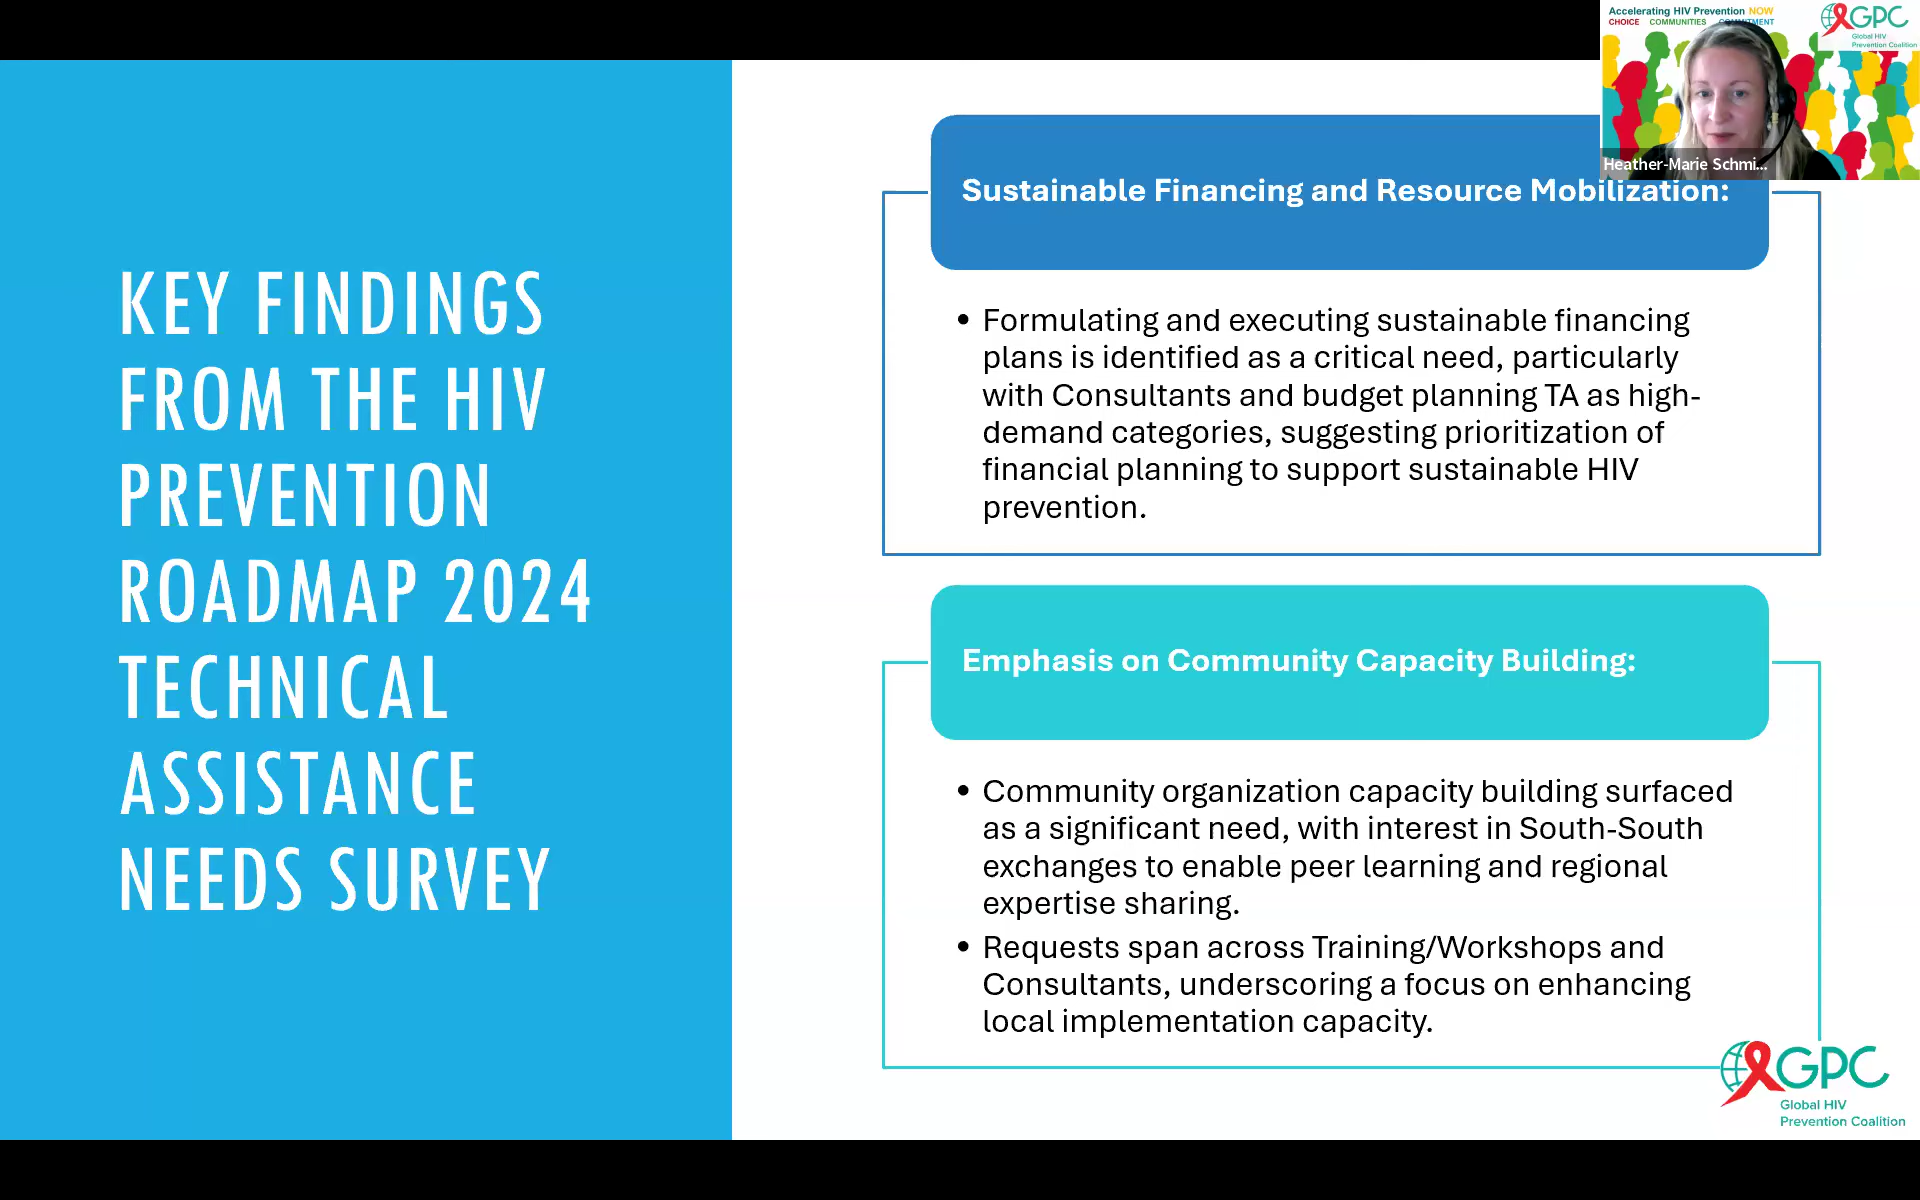 Accelerating HIV Prevention NOW
CHOICE COMMUNITIES
GPC
Global HIV
Prevention Coalition
Heather-Marie Schmi...
KEY FINDINGS
FROM THE HIV
PREVENTION
ROADMAP 2024
TECHNICAL
ASSISTANCE
NEEDS SURVEY
Sustainable Financing and Resource Mobilization:
• Formulating and executing sustainable financing
plans is identified as a critical need, particularly
with Consultants and budget planning TA as high-
demand categories, suggesting prioritization of
financial planning to support sustainable HIV
prevention.
Emphasis on Community Capacity Building:
• Community organization capacity building surfaced
as a significant need, with interest in South-South
exchanges to enable peer learning and regional
expertise sharing.
• Requests span across Training/Workshops and
Consultants, underscoring a focus on enhancing
local implementation capacity.
GPC
Global HIV
Prevention Coalition